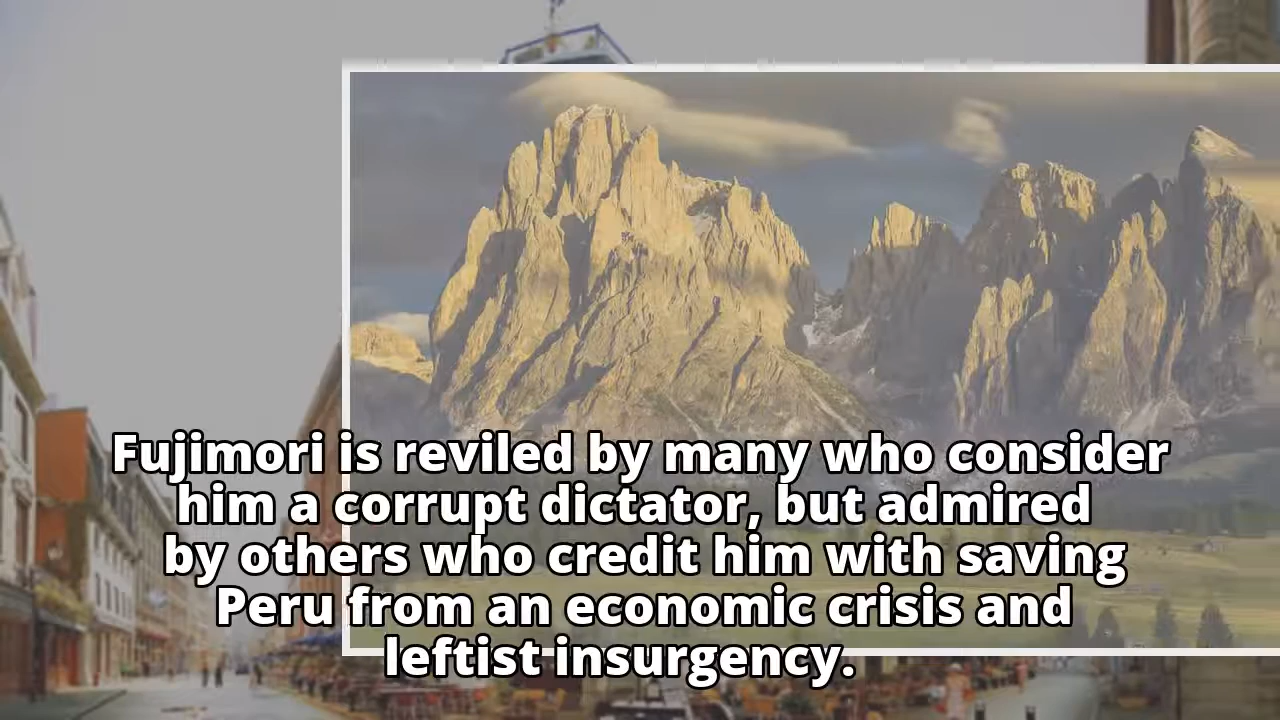 Fujimori is reviled by many who consider
him a corrupt dictator, but admired
by others who credit him with saving
Peru from an economic crisis and
leftist insurgency.